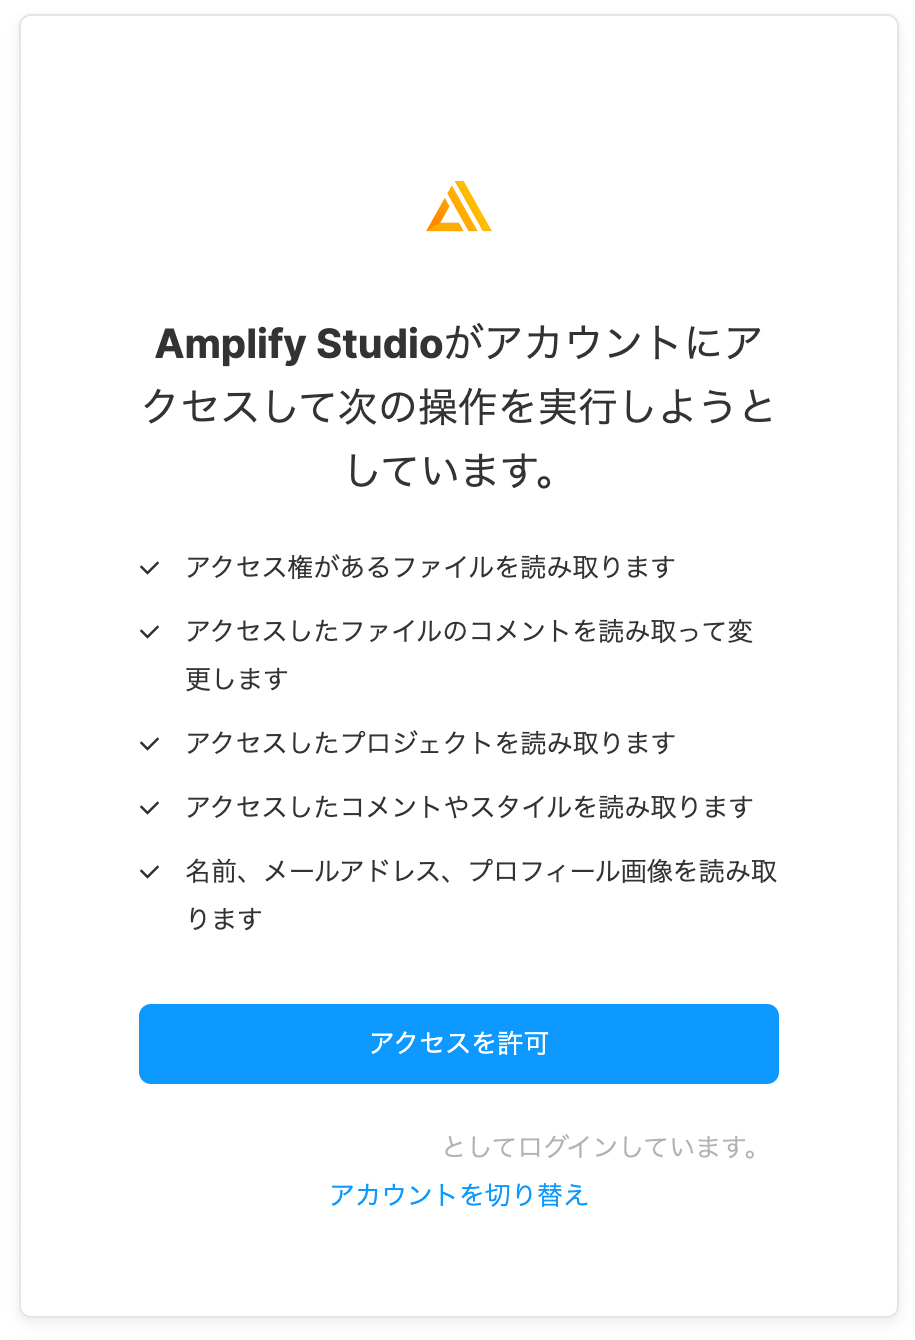 Amplify Studioがアカウントにア
クセスして次の操作を実行しようと
しています。
アクセス権があるファイルを読み取ります
アクセスしたファイルのコメントを読み取って変
更します
アクセスしたプロジェクトを読み取ります
アクセスしたコメントやスタイルを読み取ります
名前、メールアドレス、プロフィール画像を読み取
ります
アクセスを許可
としてログインしています。
アカウントを切り替え